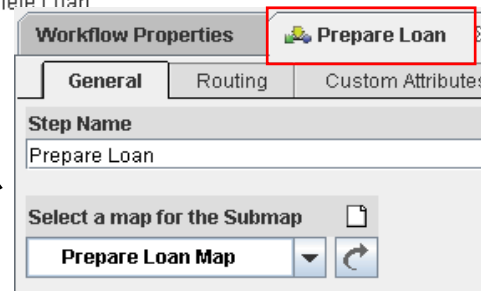 Workflow Properties Prepare Loan
General Routing Custom Attributes
Step Name
Prepare Loan
Select a map for the Submap
Prepare Loan Map